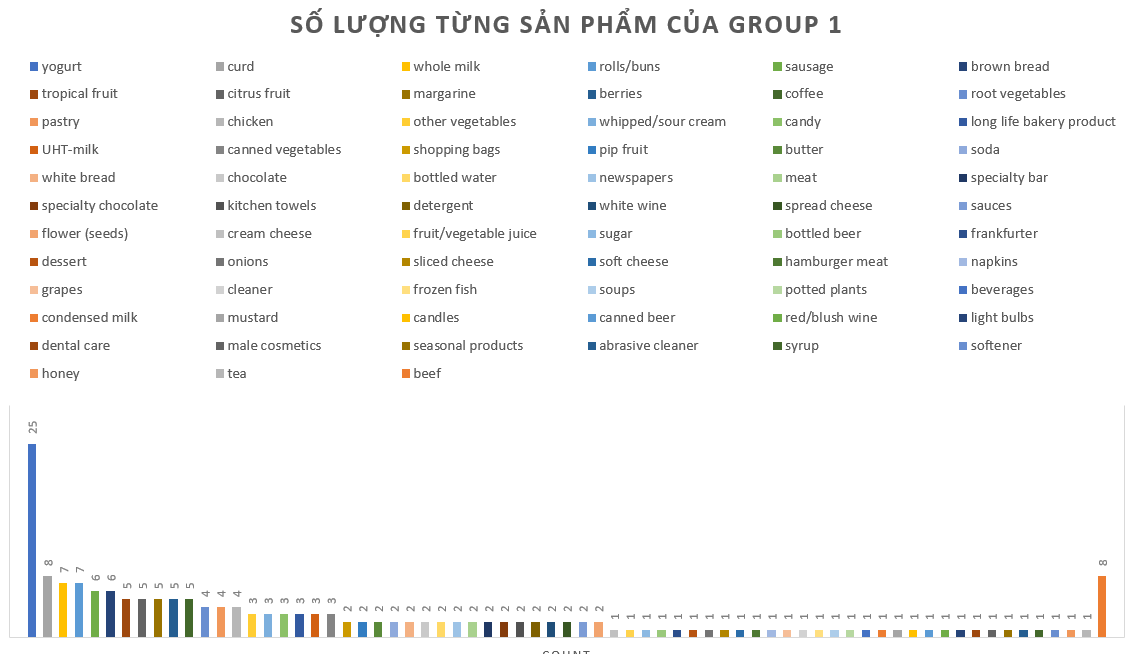 SỐ LƯỢNG TỪNG SẢN PHẨM CỦA GROUP 1
yogurt curd whole milk rolls/buns sausage brown bread
tropical fruit citrus fruit margarine berries coffee root vegetables
pastry chicken other vegetables whipped/sour cream candy long life bakery product
UHT-milk canned vegetables shopping bags pip fruit butter soda
white bread chocolate bottled water newspapers meat specialty bar
specialty chocolate kitchen towels detergent white wine spread cheese sauces
flower (seeds) cream cheese fruit/vegetable juice sugar bottled beer frankfurter
dessert onions sliced cheese soft cheese hamburger meat napkins
grapes cleaner frozen fish soups potted plants beverages
condensed milk mustard candles canned beer red/blush wine light bulbs
dental care male cosmetics seasonal products abrasive cleaner syrup softener
honey tea beef
25 8 7 7 6 6 5 5 5 5 5 4 4 4 3 3 3 3 3 3 2 2 2 2 2 2 2 2 2 2 2 2 2 2 2 2 2 1 1 1 1 1 1 1 1 1 1 1 1 1 1 1 1 1 1 1 1 1 1 1 1 1 1 1 1 1 1 1 8
COUNT